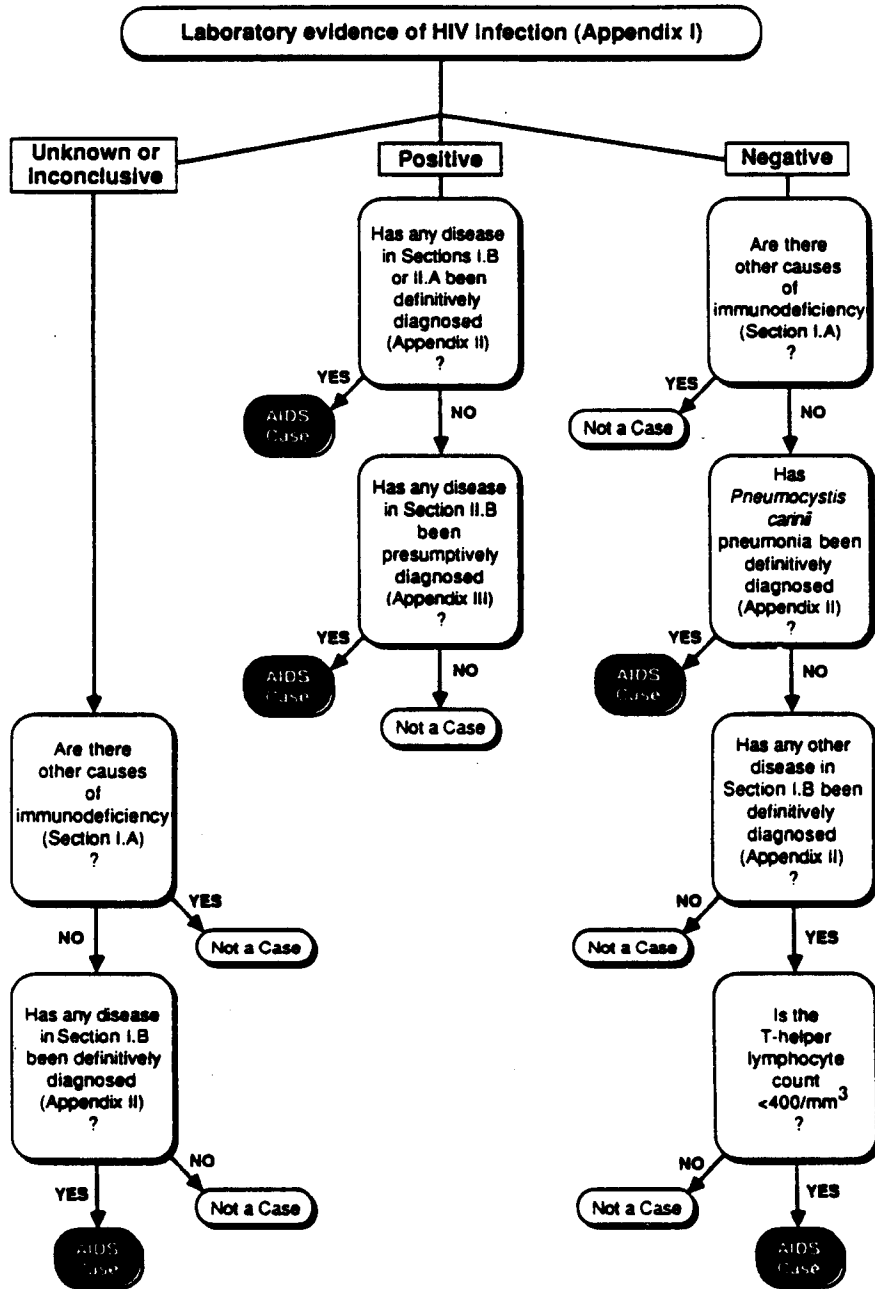 Laboratory evidence of HIV Infection (Appendix I)
Unknown or
Inconclusive
Are there
other causes
of
immunodeficiency
(Section I.A)
?
YES
Not a Case
NO
Has any disease
in Section I.B
been definitively
diagnosed
(Appendix II)
?
NO
Not a Case
YES
AIDS
Case
Positive
Has any disease
in Sections I.B
or II.A been
definitively
diagnosed
(Appendix II)
?
YES
AIDS
Case
NO
Has any disease
in Section II.B
been
presumptively
diagnosed
(Appendix III)
?
YES
AIDS
Case
NO
Not a Case
Negative
Are there
other causes
of
immunodeficiency
(Section I.A)
?
YES
Not a Case
NO
Has
Pneumocystis
carinii
pneumonia been
definitively
diagnosed
(Appendix II)
?
YES
AIDS
Case
NO
Has any other
disease in
Section I.B been
definitively
diagnosed
(Appendix II)
?
NO
Not a Case
YES
Is the
T-helper
lymphocyte
count
<400/mm³
?
NO
Not a Case
YES
AIDS
Case